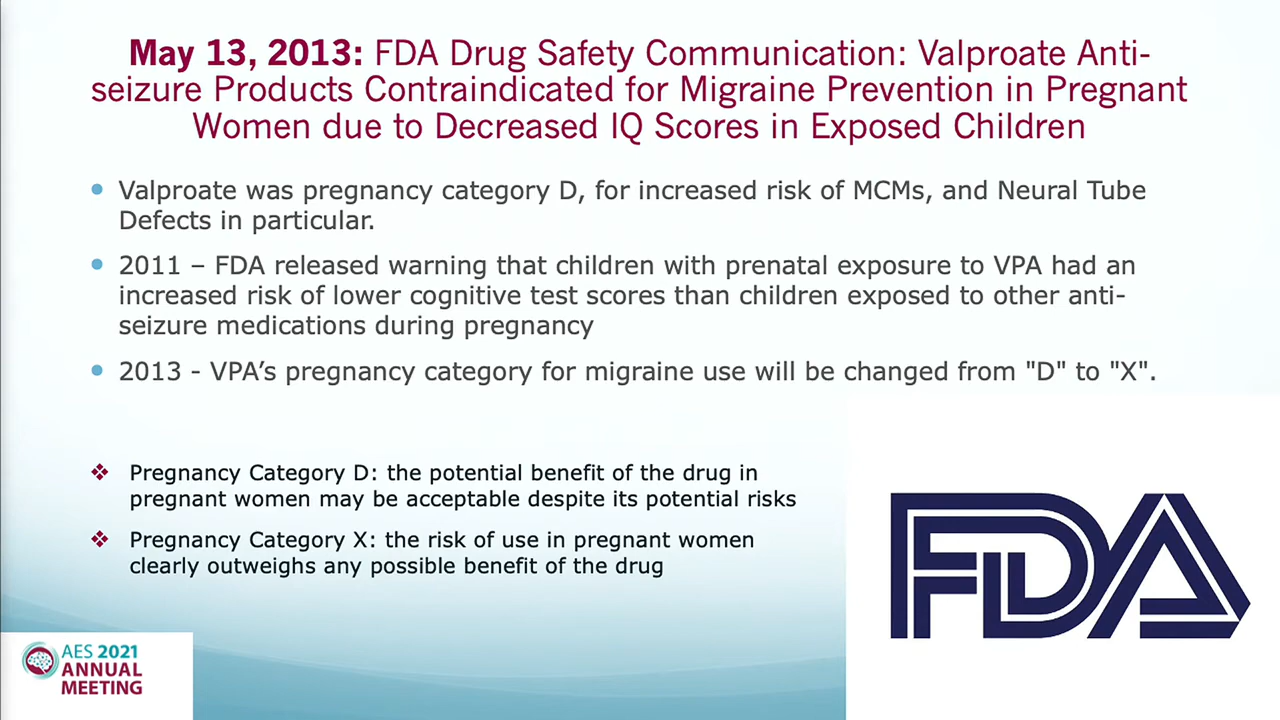 May 13, 2013: FDA Drug Safety Communication: Valproate Anti-
seizure Products Contraindicated for Migraine Prevention in Pregnant
Women due to Decreased IQ Scores in Exposed Children
• Valproate was pregnancy category D, for increased risk of MCMs, and Neural Tube
Defects in particular.
• 2011 – FDA released warning that children with prenatal exposure to VPA had an
increased risk of lower cognitive test scores than children exposed to other anti-
seizure medications during pregnancy
• 2013 - VPA’s pregnancy category for migraine use will be changed from "D" to "X".
❖ Pregnancy Category D: the potential benefit of the drug in
pregnant women may be acceptable despite its potential risks
❖ Pregnancy Category X: the risk of use in pregnant women
clearly outweighs any possible benefit of the drug
FDA
AES 2021
ANNUAL
MEETING